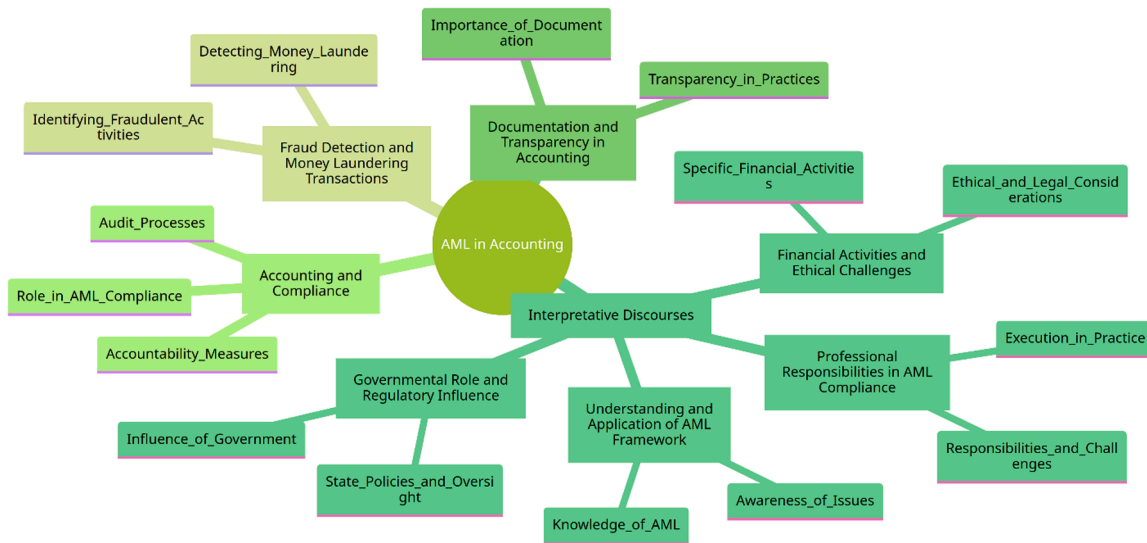 Importance_of_Document
ation
Detecting_Money_Launde
ring
Transparency_in_Practices
Identifying_Fraudulent_Ac
tivities
Documentation and
Transparency in
Accounting
Fraud Detection and
Money Laundering
Transactions
Specific_Financial_Activitie
s
Ethical_and_Legal_Consid
erations
Audit_Processes
AML in Accounting
Financial Activities and
Ethical Challenges
Accounting and
Compliance
Role_in_AML_Compliance
Interpretative Discourses
Accountability_Measures
Execution_in_Practice
Professional
Responsibilities in AML
Compliance
Governmental Role and
Regulatory Influence
Understanding and
Application of AML
Framework
Influence_of_Government
Responsibilities_and_Chall
enges
State_Policies_and_Oversi
ght
Awareness_of_Issues
Knowledge_of_AML